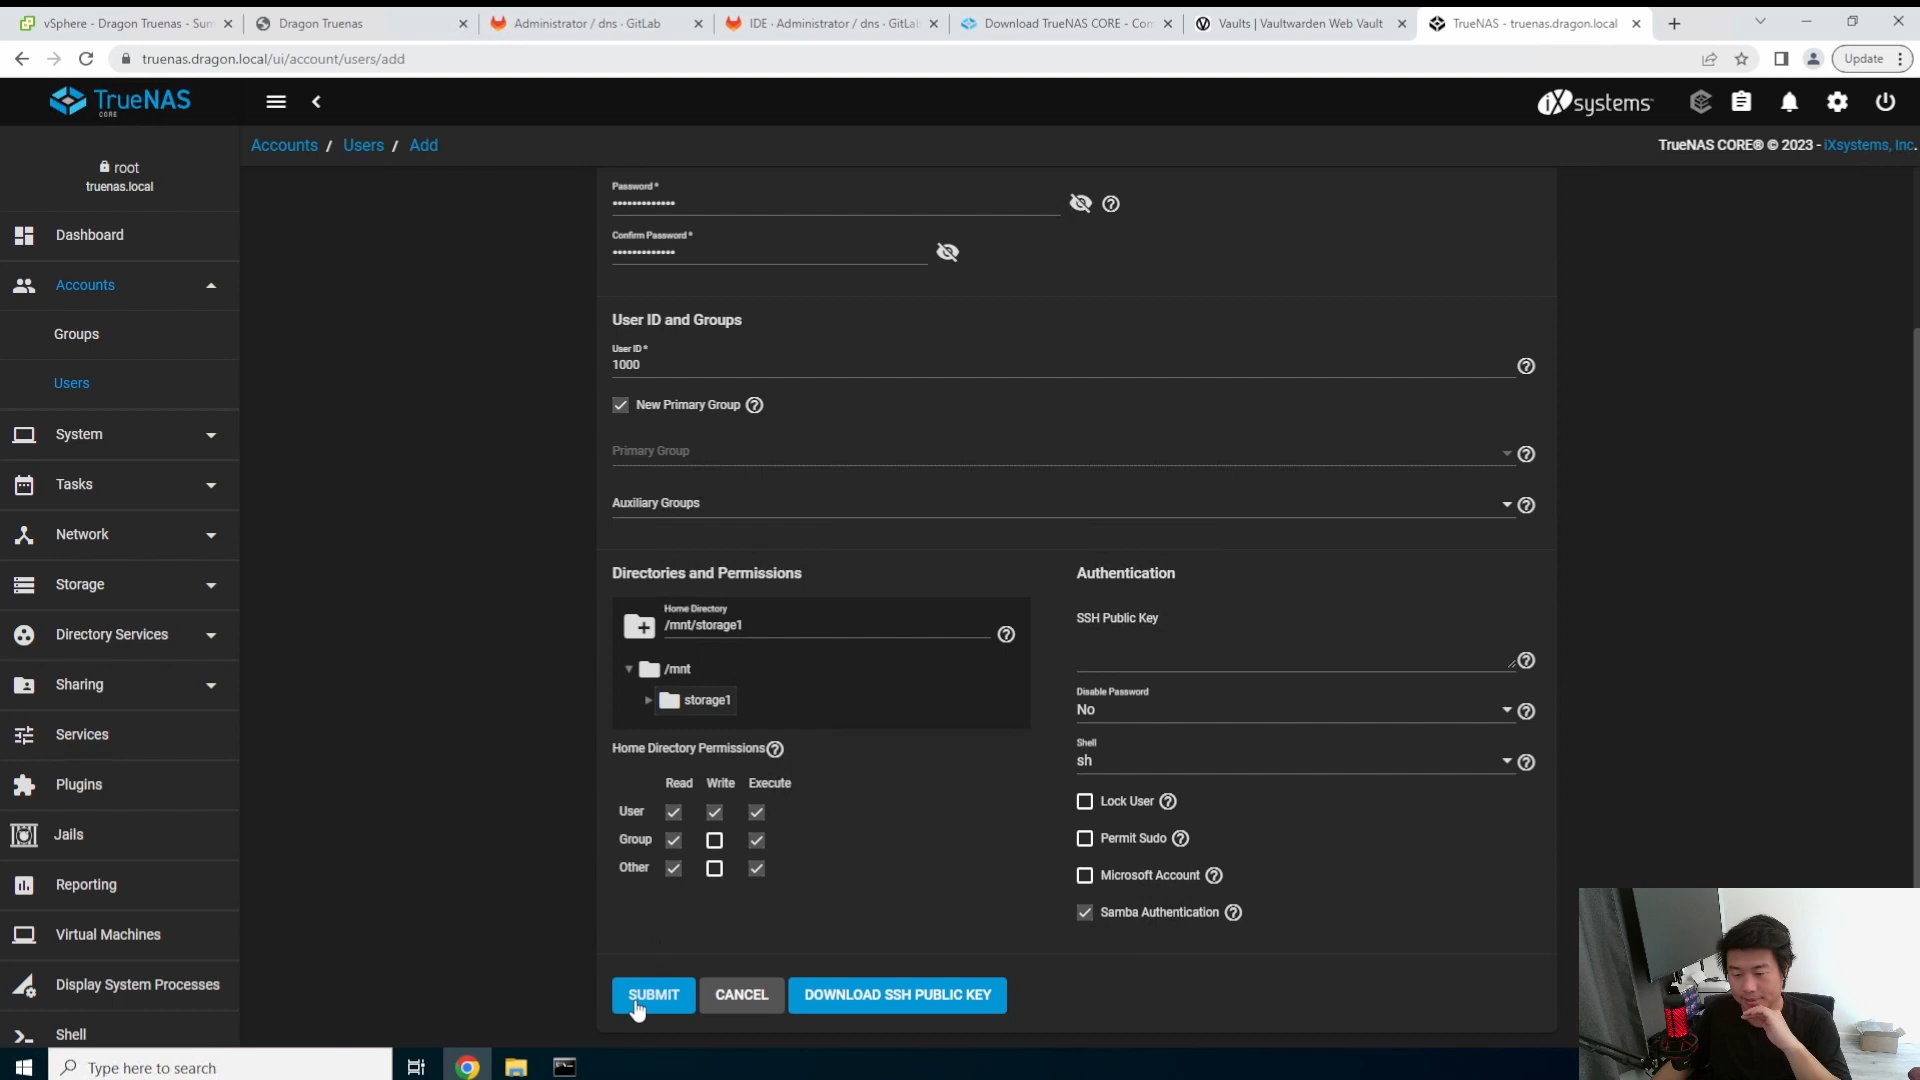 vSphere - Dragon Truenas - Sum
Dragon Truenas
Administrator / dns · GitLab
IDE · Administrator / dns · GitLab
Download TrueNAS CORE - Com
Vaults | Vaultwarden Web Vault
TrueNAS - truenas.dragon.local
truenas.dragon.local/ui/account/users/add
Update
TrueNAS
CORE
iXsystems
Accounts / Users / Add
TrueNAS CORE® © 2023 - iXsystems, Inc.
root
truenas.local
Dashboard
Accounts
Groups
Users
System
Tasks
Network
Storage
Directory Services
Sharing
Services
Plugins
Jails
Reporting
Virtual Machines
Display System Processes
Shell
Password *
•••••••••••••
Confirm Password *
•••••••••••••
User ID and Groups
User ID *
1000
New Primary Group
Primary Group
Auxiliary Groups
Directories and Permissions
Home Directory
/mnt/storage1
/mnt
storage1
Home Directory Permissions
Read Write Execute
User
Group
Other
Authentication
SSH Public Key
Disable Password
No
Shell
sh
Lock User
Permit Sudo
Microsoft Account
Samba Authentication
SUBMIT
CANCEL
DOWNLOAD SSH PUBLIC KEY
Type here to search